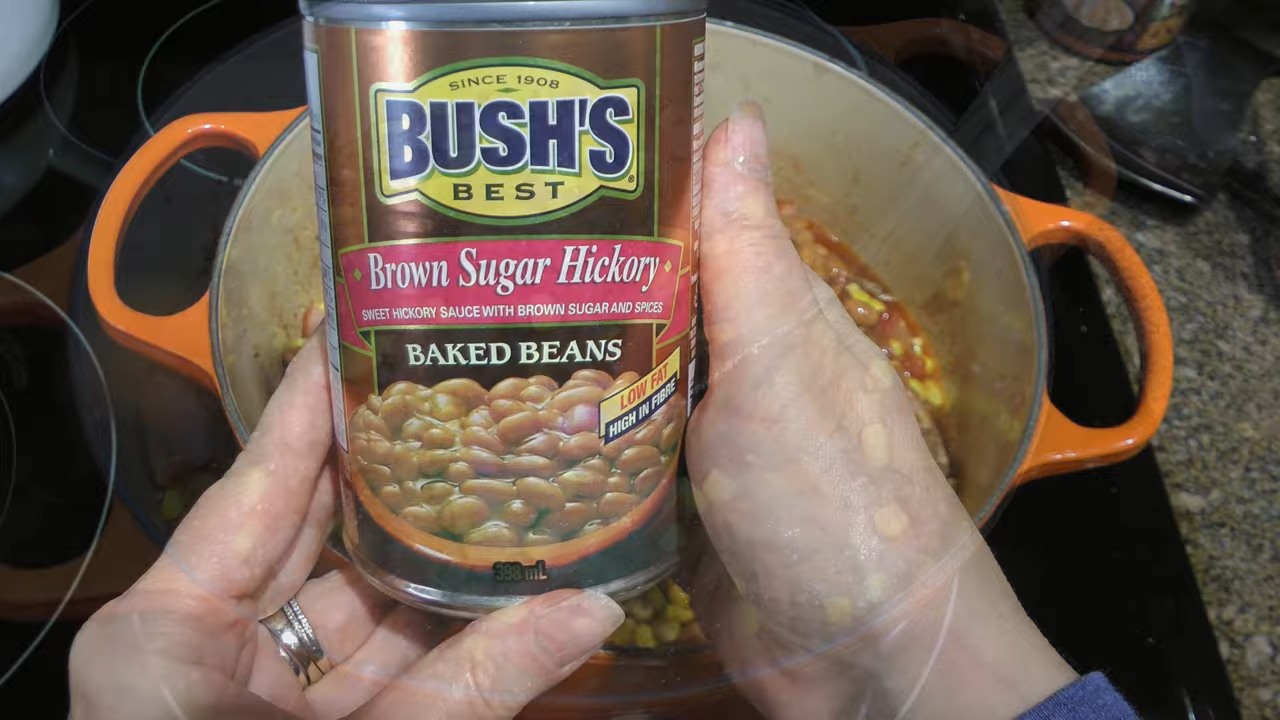 SINCE 1908
BUSH'S
BEST
Brown Sugar Hickory
SWEET HICKORY SAUCE WITH BROWN SUGAR AND SPICES
BAKED BEANS
LOW FAT
HIGH IN FIBRE
398 mL